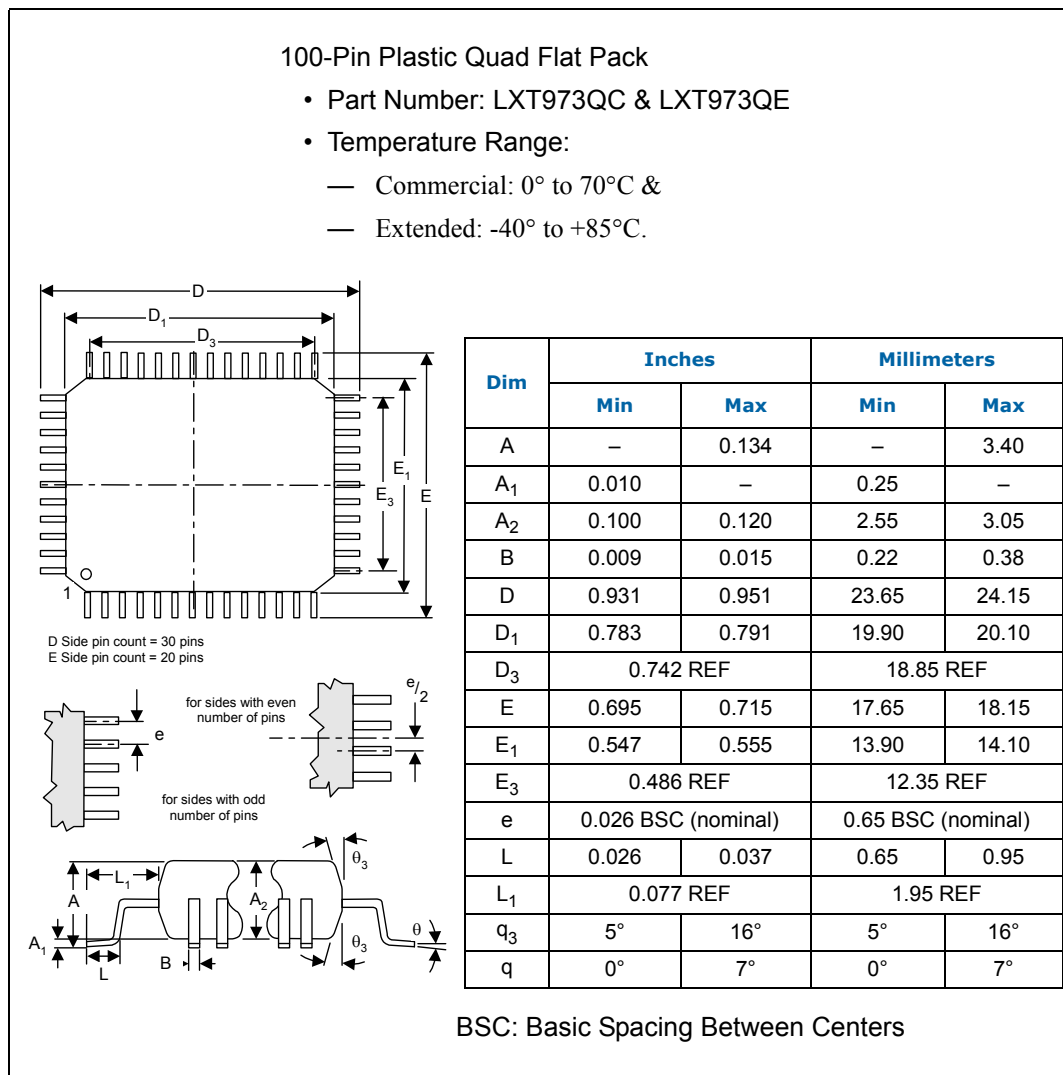 100-Pin Plastic Quad Flat Pack
• Part Number: LXT973QC & LXT973QE
• Temperature Range:
— Commercial: 0° to 70°C &
— Extended: -40° to +85°C.
D
D1
D3
E1
E3
E
1
D Side pin count = 30 pins
E Side pin count = 20 pins
e
for sides with even
number of pins
e/2
for sides with odd
number of pins
L1
A
A2
θ3
A1
L
B
θ3
θ
Dim Inches Millimeters
Min Max Min Max
A – 0.134 – 3.40
A1 0.010 – 0.25 –
A2 0.100 0.120 2.55 3.05
B 0.009 0.015 0.22 0.38
D 0.931 0.951 23.65 24.15
D1 0.783 0.791 19.90 20.10
D3 0.742 REF 18.85 REF
E 0.695 0.715 17.65 18.15
E1 0.547 0.555 13.90 14.10
E3 0.486 REF 12.35 REF
e 0.026 BSC (nominal) 0.65 BSC (nominal)
L 0.026 0.037 0.65 0.95
L1 0.077 REF 1.95 REF
q3 5° 16° 5° 16°
q 0° 7° 0° 7°
BSC: Basic Spacing Between Centers